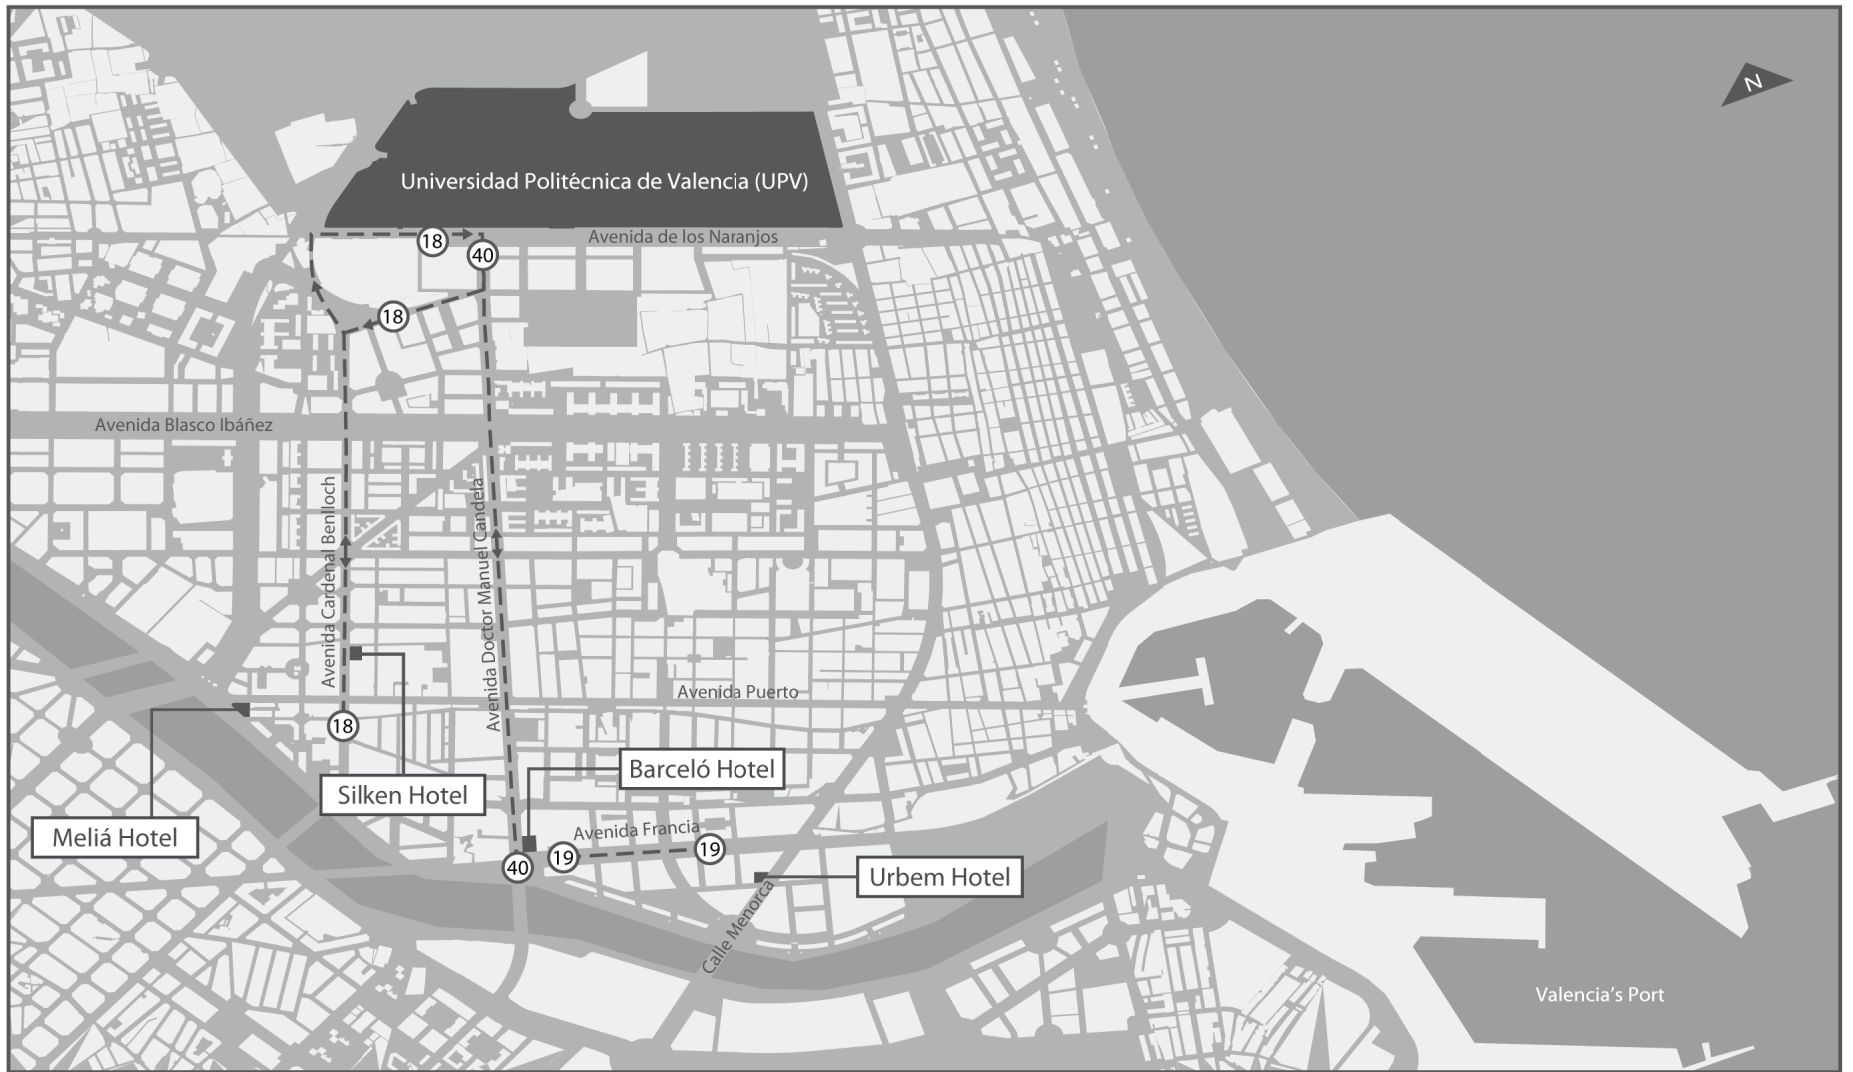 N
Universidad Politécnica de Valencia (UPV)
18
Avenida de los Naranjos
40
18
Avenida Blasco Ibáñez
Avenida Cardenal Benlloch
Avenida Doctor Manuel Candela
Avenida Puerto
18
Barceló Hotel
Silken Hotel
Meliá Hotel
Avenida Francia
19
19
40
Urbem Hotel
Calle Menorca
Valencia's Port